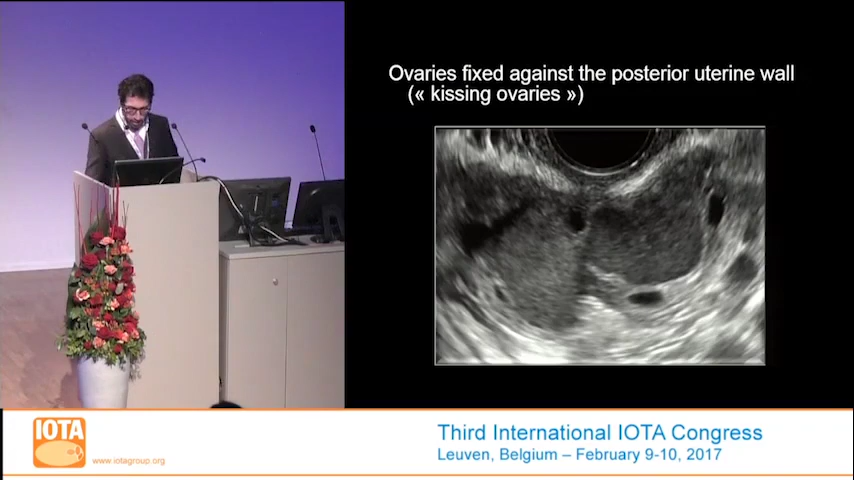 Ovaries fixed against the posterior uterine wall
(« kissing ovaries »)
IOTA
www.iotagroup.org
Third International IOTA Congress
Leuven, Belgium – February 9-10, 2017